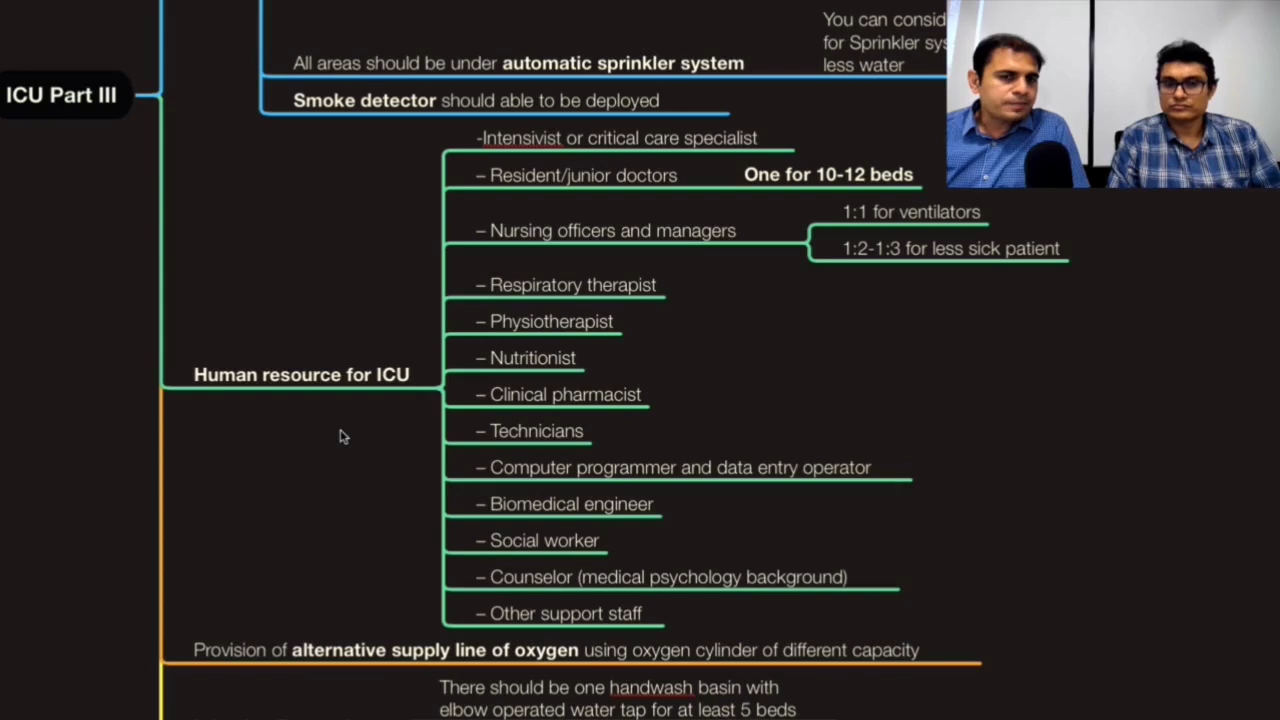 You can consid
for Sprinkler sys
less water
All areas should be under automatic sprinkler system
ICU Part III
Smoke detector should able to be deployed
-Intensivist or critical care specialist
– Resident/junior doctors
One for 10-12 beds
– Nursing officers and managers
1:1 for ventilators
1:2-1:3 for less sick patient
– Respiratory therapist
– Physiotherapist
– Nutritionist
Human resource for ICU
– Clinical pharmacist
– Technicians
– Computer programmer and data entry operator
– Biomedical engineer
– Social worker
– Counselor (medical psychology background)
– Other support staff
Provision of alternative supply line of oxygen using oxygen cylinder of different capacity
There should be one handwash basin with
elbow operated water tap for at least 5 beds